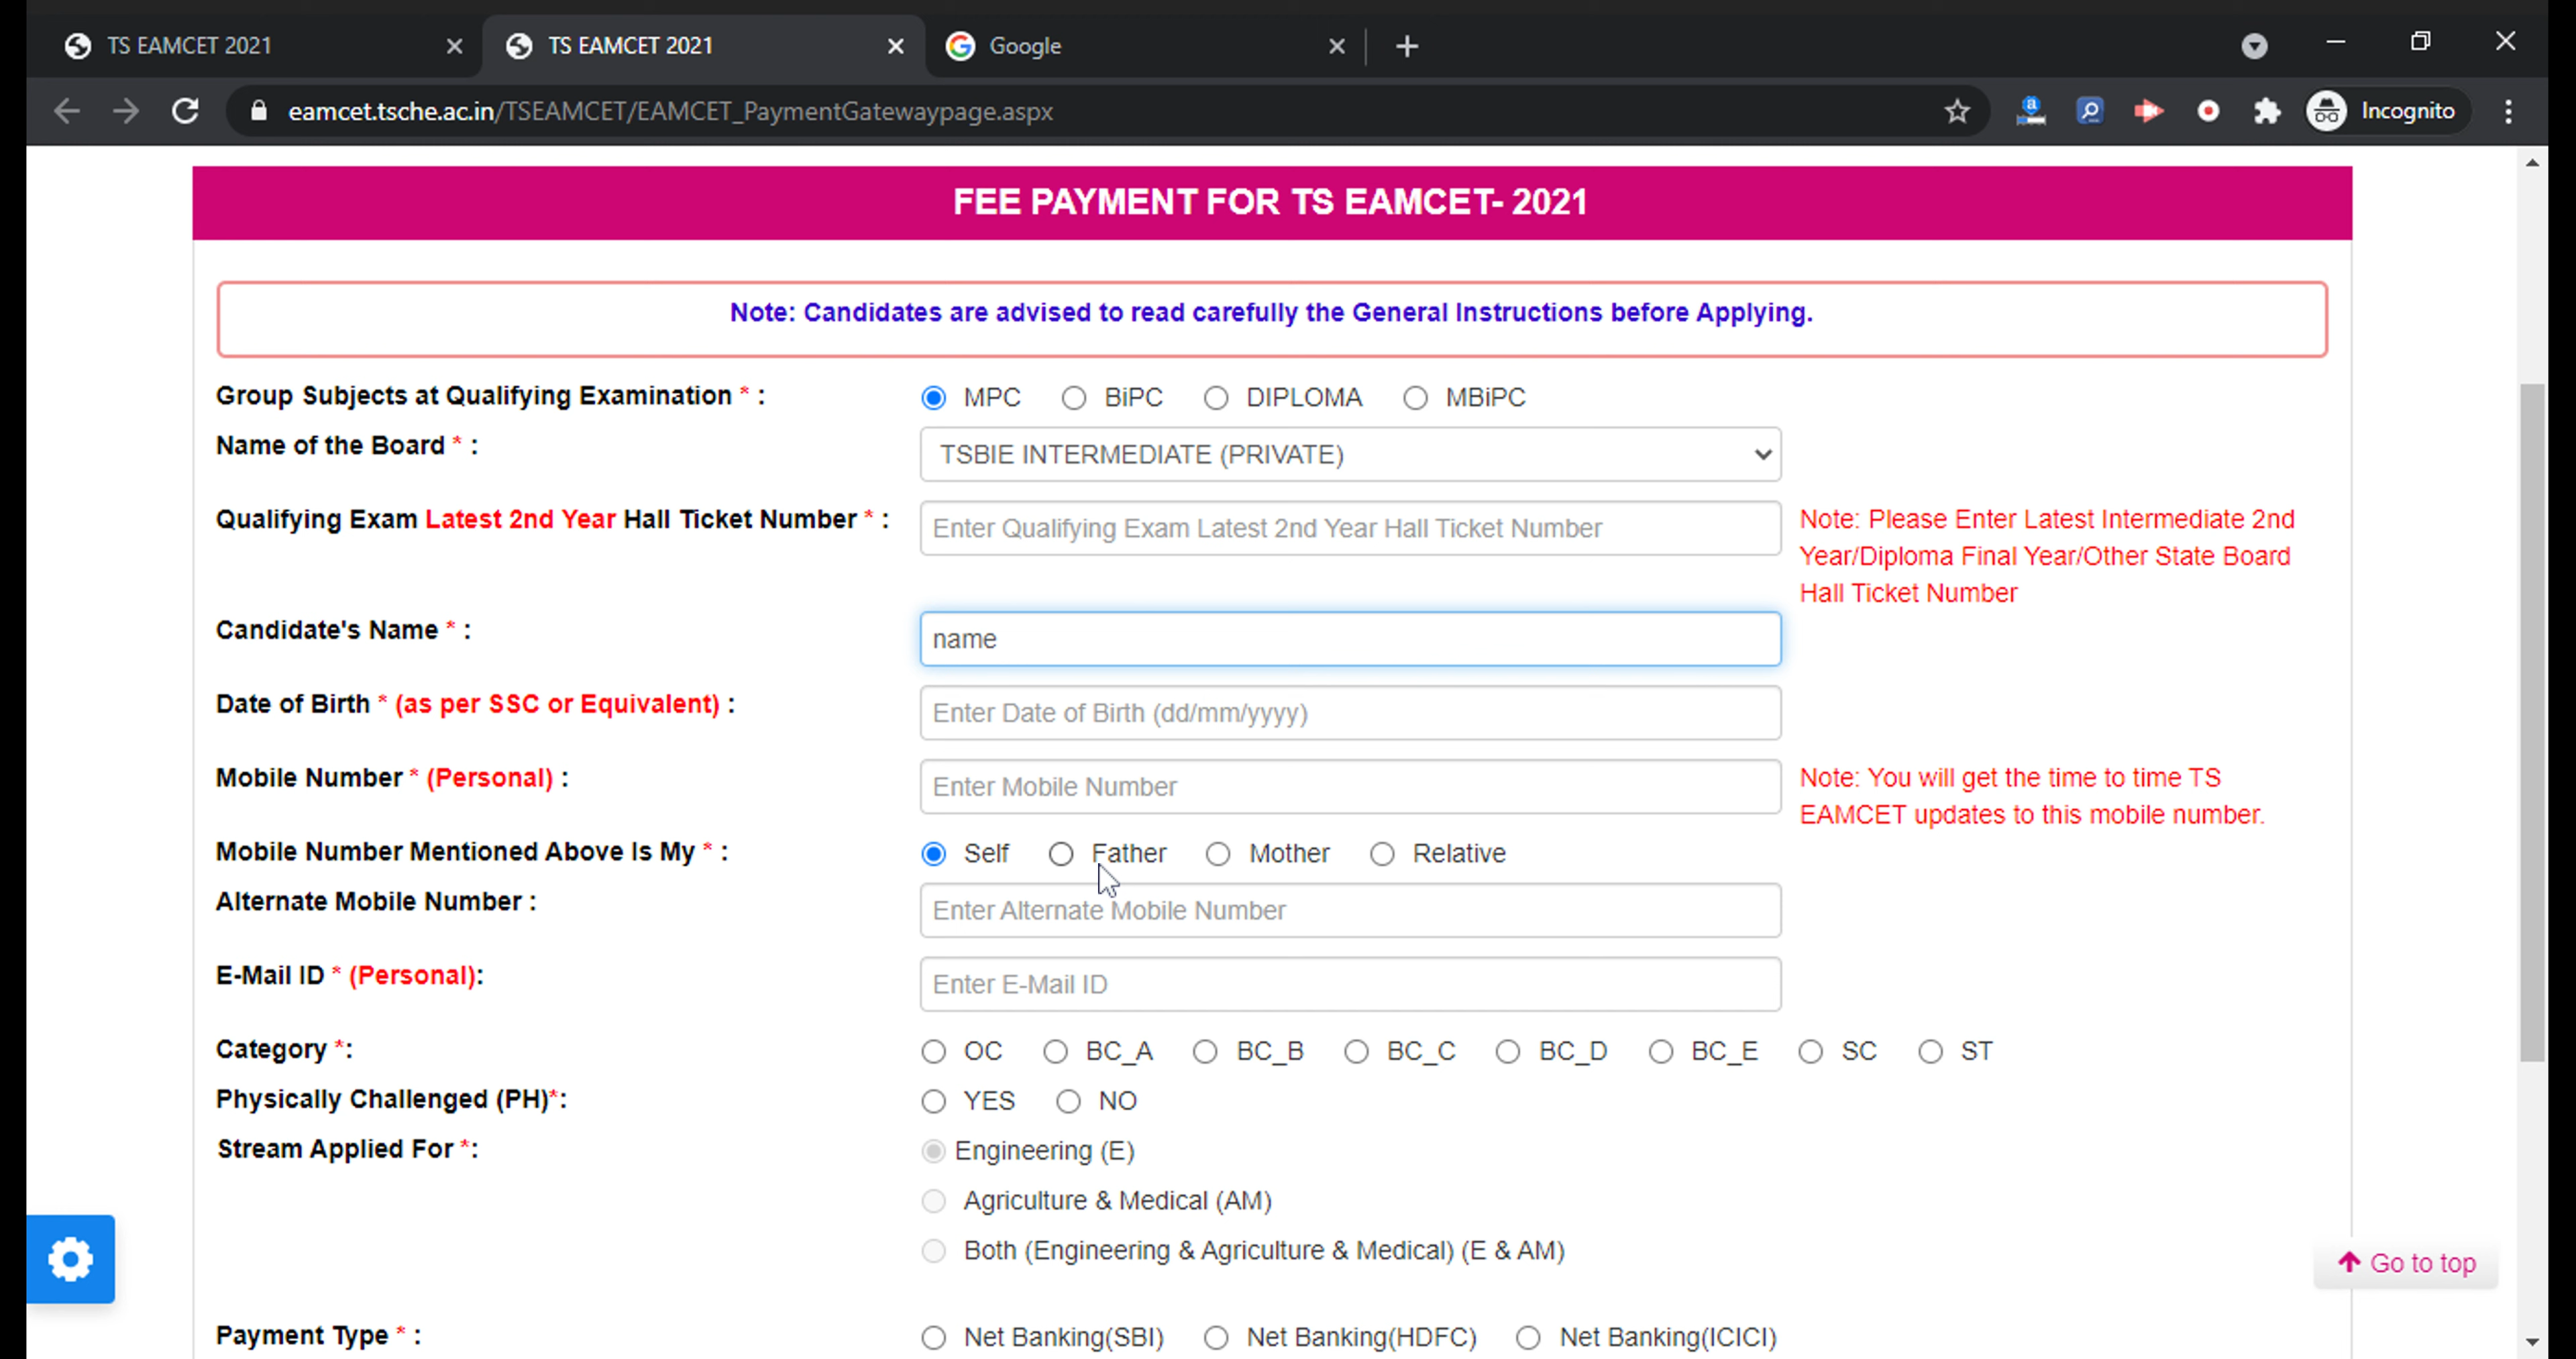 TS EAMCET 2021
TS EAMCET 2021
Google
eamcet.tsche.ac.in/TSEAMCET/EAMCET_PaymentGatewaypage.aspx
Incognito
FEE PAYMENT FOR TS EAMCET- 2021
Note: Candidates are advised to read carefully the General Instructions before Applying.
Group Subjects at Qualifying Examination * : MPC BiPC DIPLOMA MBiPC
Name of the Board * : TSBIE INTERMEDIATE (PRIVATE)
Qualifying Exam Latest 2nd Year Hall Ticket Number * : Enter Qualifying Exam Latest 2nd Year Hall Ticket Number
Note: Please Enter Latest Intermediate 2nd
Year/Diploma Final Year/Other State Board
Hall Ticket Number
Candidate's Name * : name
Date of Birth * (as per SSC or Equivalent) : Enter Date of Birth (dd/mm/yyyy)
Mobile Number * (Personal) : Enter Mobile Number
Note: You will get the time to time TS
EAMCET updates to this mobile number.
Mobile Number Mentioned Above Is My * : Self Father Mother Relative
Alternate Mobile Number : Enter Alternate Mobile Number
E-Mail ID * (Personal): Enter E-Mail ID
Category *: OC BC_A BC_B BC_C BC_D BC_E SC ST
Physically Challenged (PH)*: YES NO
Stream Applied For *: Engineering (E)
Agriculture & Medical (AM)
Both (Engineering & Agriculture & Medical) (E & AM)
Go to top
Payment Type * : Net Banking(SBI) Net Banking(HDFC) Net Banking(ICICI)